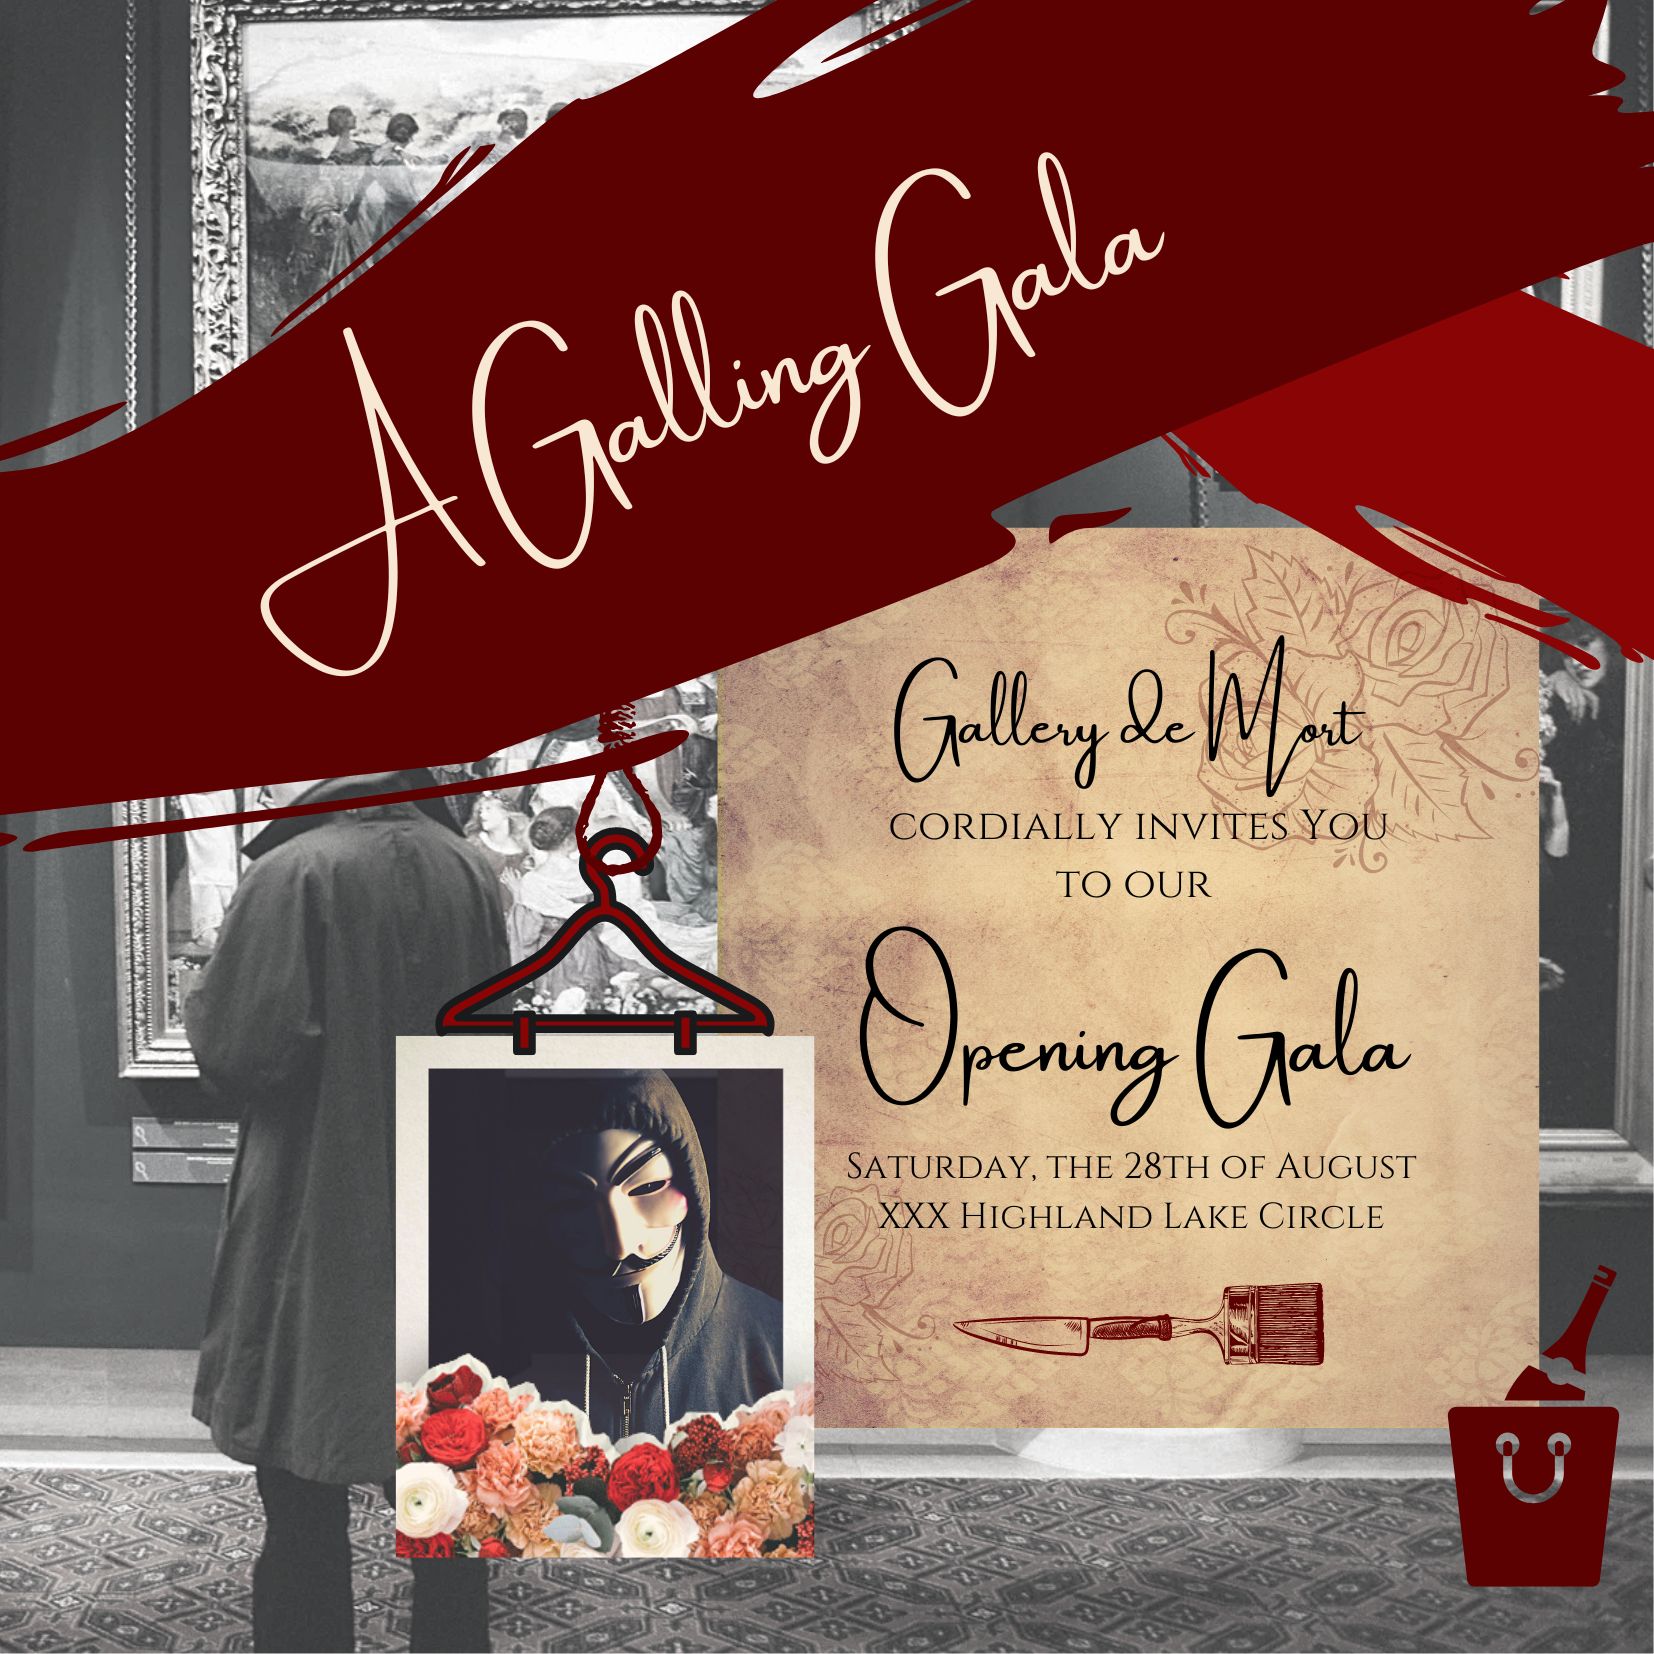 A Galling Gala
Gallery de Mort
cordially invites You
to our
Opening Gala
Saturday, the 28th of August
XXX Highland Lake Circle